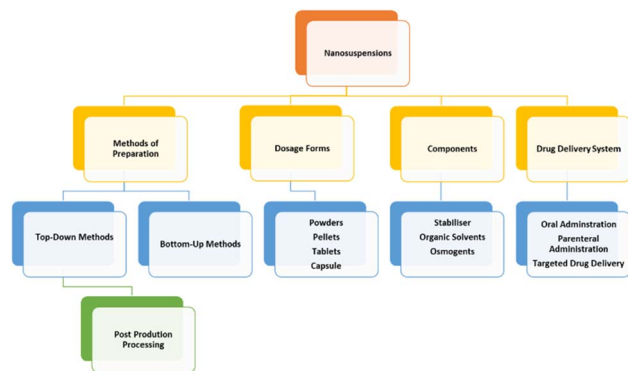 Nanosuspensions
Methods of
Preparation
Dosage Forms
Components
Drug Delivery System
Top-Down Methods
Bottom-Up Methods
Powders
Pellets
Tablets
Capsule
Stabiliser
Organic Solvents
Osmogents
Oral Adminstration
Parenteral
Administration
Targeted Drug Delivery
Post Prodution
Processing